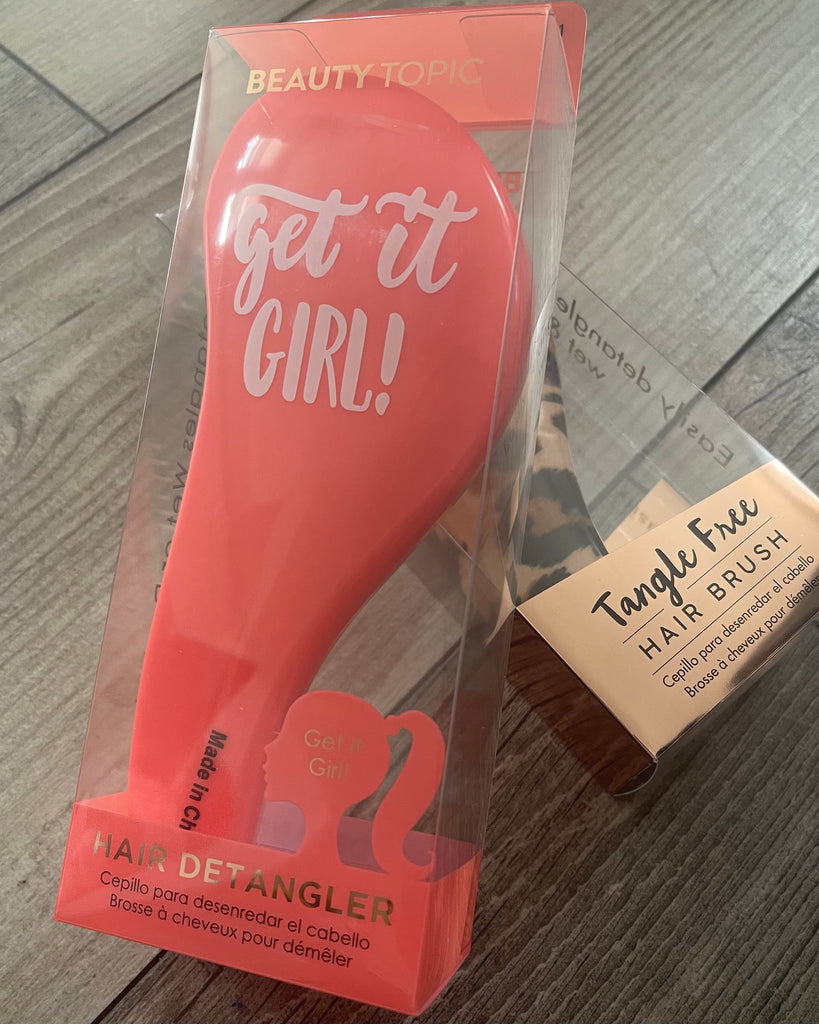 BEAUTY TOPIC
get it
GIRL!
Made in Ch
Get It
Girl!
HAIR DETANGLER
Cepillo para desenredar el cabello
Brosse à cheveux pour démêler
Easily detangle
wet &
Tangle Free
HAIR BRUSH
Cepillo para desenredar el cabello
Brosse à cheveux pour démêler